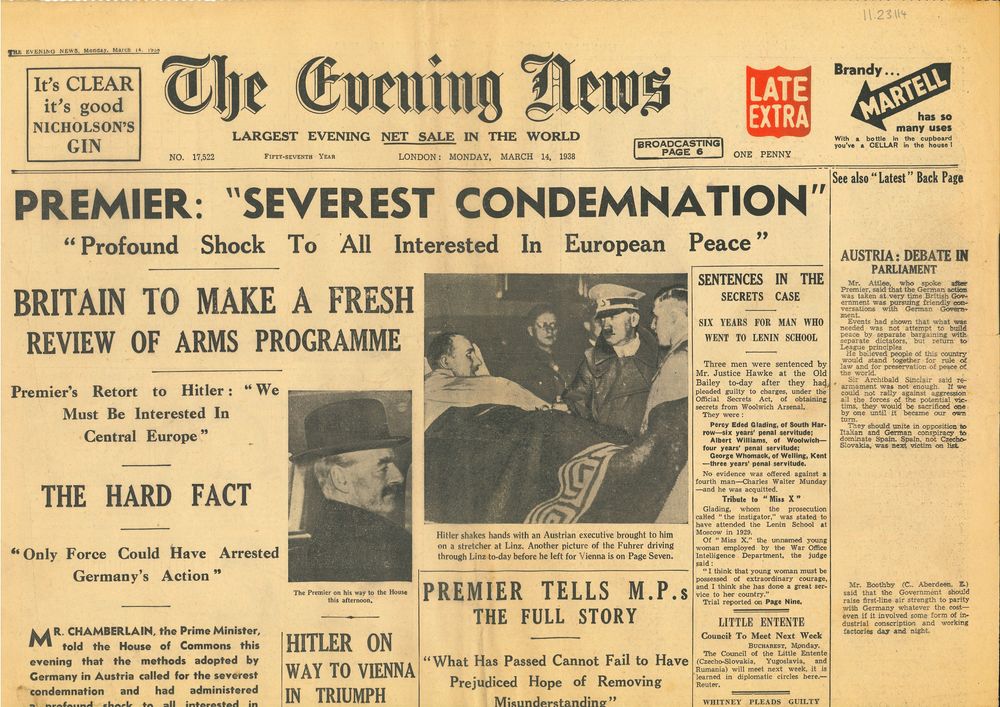 11.23.114
THE EVENING NEWS, Monday, March 14, 1938
It's CLEAR
it's good
NICHOLSON'S
GIN
The Evening News
LARGEST EVENING NET SALE IN THE WORLD
NO. 17,522
FIFTY-SEVENTH YEAR
LONDON: MONDAY, MARCH 14, 1938
BROADCASTING
PAGE 6
ONE PENNY
LATE
EXTRA
Brandy...
MARTELL
has so
many uses
With a bottle in the cupboard
you've a CELLAR in the house!
PREMIER: "SEVEREST CONDEMNATION"
"Profound Shock To All Interested In European Peace"
BRITAIN TO MAKE A FRESH
REVIEW OF ARMS PROGRAMME
Premier's Retort to Hitler: "We
Must Be Interested In
Central Europe"
THE HARD FACT
"Only Force Could Have Arrested
Germany's Action"
MR. CHAMBERLAIN, the Prime Minister,
told the House of Commons this
evening that the methods adopted by
Germany in Austria called for the severest
condemnation and had administered
a profound shock to all interested in
The Premier on his way to the House
this afternoon.
HITLER ON
WAY TO VIENNA
IN TRIUMPH
Hitler shakes hands with an Austrian executive brought to him
on a stretcher at Linz. Another picture of the Fuhrer driving
through Linz to-day before he left for Vienna is on Page Seven.
PREMIER TELLS M.P.s
THE FULL STORY
"What Has Passed Cannot Fail to Have
Prejudiced Hope of Removing
Misunderstanding"
SENTENCES IN THE
SECRETS CASE
SIX YEARS FOR MAN WHO
WENT TO LENIN SCHOOL
Three men were sentenced by
Mr. Justice Hawke at the Old
Bailey to-day after they had
pleaded guilty to charges, under the
Official Secrets Act, of obtaining
secrets from Woolwich Arsenal.
They were:
Percy Eded Glading, of South Har-
row—six years' penal servitude;
Albert Williams, of Woolwich—
four years' penal servitude;
George Whomack, of Welling, Kent
—three years' penal servitude.
No evidence was offered against a
fourth man—Charles Walter Munday
—and he was acquitted.
Tribute to "Miss X"
Glading, whom the prosecution
called "the instigator," was stated to
have attended the Lenin School at
Moscow in 1929.
Of "Miss X," the unnamed young
woman employed by the War Office
Intelligence Department, the judge
said:
"I think that young woman must be
possessed of extraordinary courage,
and I think she has done a great ser-
vice to her country."
Trial reported on Page Nine.
LITTLE ENTENTE
Council To Meet Next Week
BUCHAREST, Monday.
The Council of the Little Entente
(Czecho-Slovakia, Yugoslavia, and
Rumania) will meet next week, it is
learned in diplomatic circles here.—
Reuter.
WHITNEY PLEADS GUILTY
See also "Latest" Back Page
AUSTRIA: DEBATE IN
PARLIAMENT
Mr. Attlee, who spoke after
Premier, said that the German action
was taken at very time British Gov-
ernment was pursuing friendly con-
versations with German Govern-
ment.
Events had shown that what was
needed was not attempt to build
peace by separate bargaining with
separate dictators, but return to
League principles
He believed people of this country
would stand together for rule of
law and for preservation of peace of
the world.
Sir Archibald Sinclair said re-
armament was not enough. If we
could not rally against aggression
all the forces of the potential vic-
tims, they would be sacrificed one
by one until it became our own
turn.
They should unite in opposition to
Italian and German conspiracy to
dominate Spain. Spain, not Czecho-
Slovakia, was next victim on list.
Mr. Boothby (C., Aberdeen, E.)
said that the Government should
raise first-line air strength to parity
with Germany whatever the cost—
even if it involved some form of in-
dustrial conscription and working
factories day and night.